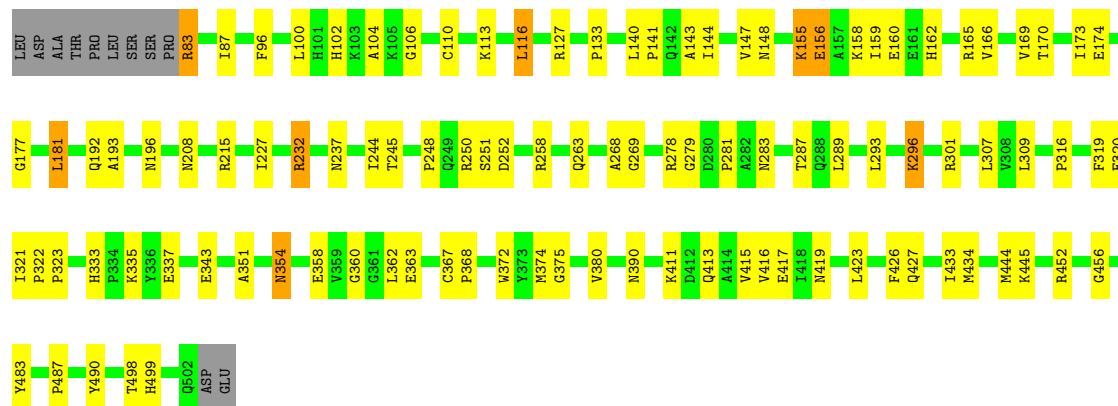 LEU ASP ALA THR PRO LEU SER SER PRO R83 I87 F96 L100 H101 H102 K103 A104 K105 G106 C110 K113 L116 R127 P133 L140 P141 Q142 A143 I144 V147 N148 K155 E156 A157 K158 I159 E160 E161 H162 R165 V166 V169 T170 I173 E174
G177 L181 Q192 A193 N196 N208 R215 I227 R232 N237 I244 T245 P248 Q249 R250 S251 D252 R258 Q263 A268 G269 R278 G279 D280 P281 A282 N283 T287 Q288 L289 L293 K296 R301 L307 V308 L309 P316 F319
I321 P322 P323 H333 P334 K335 Y336 E337 E343 A351 N354 E358 V359 G360 G361 L362 E363 C367 P368 W372 Y373 M374 G375 V380 N390 K411 D412 Q413 A414 V415 V416 E417 I418 N419 L423 F426 Q427 I433 M434 M444 K445 R452 G456
Y483 P487 Y490 T498 H499 Q502 ASP GLU